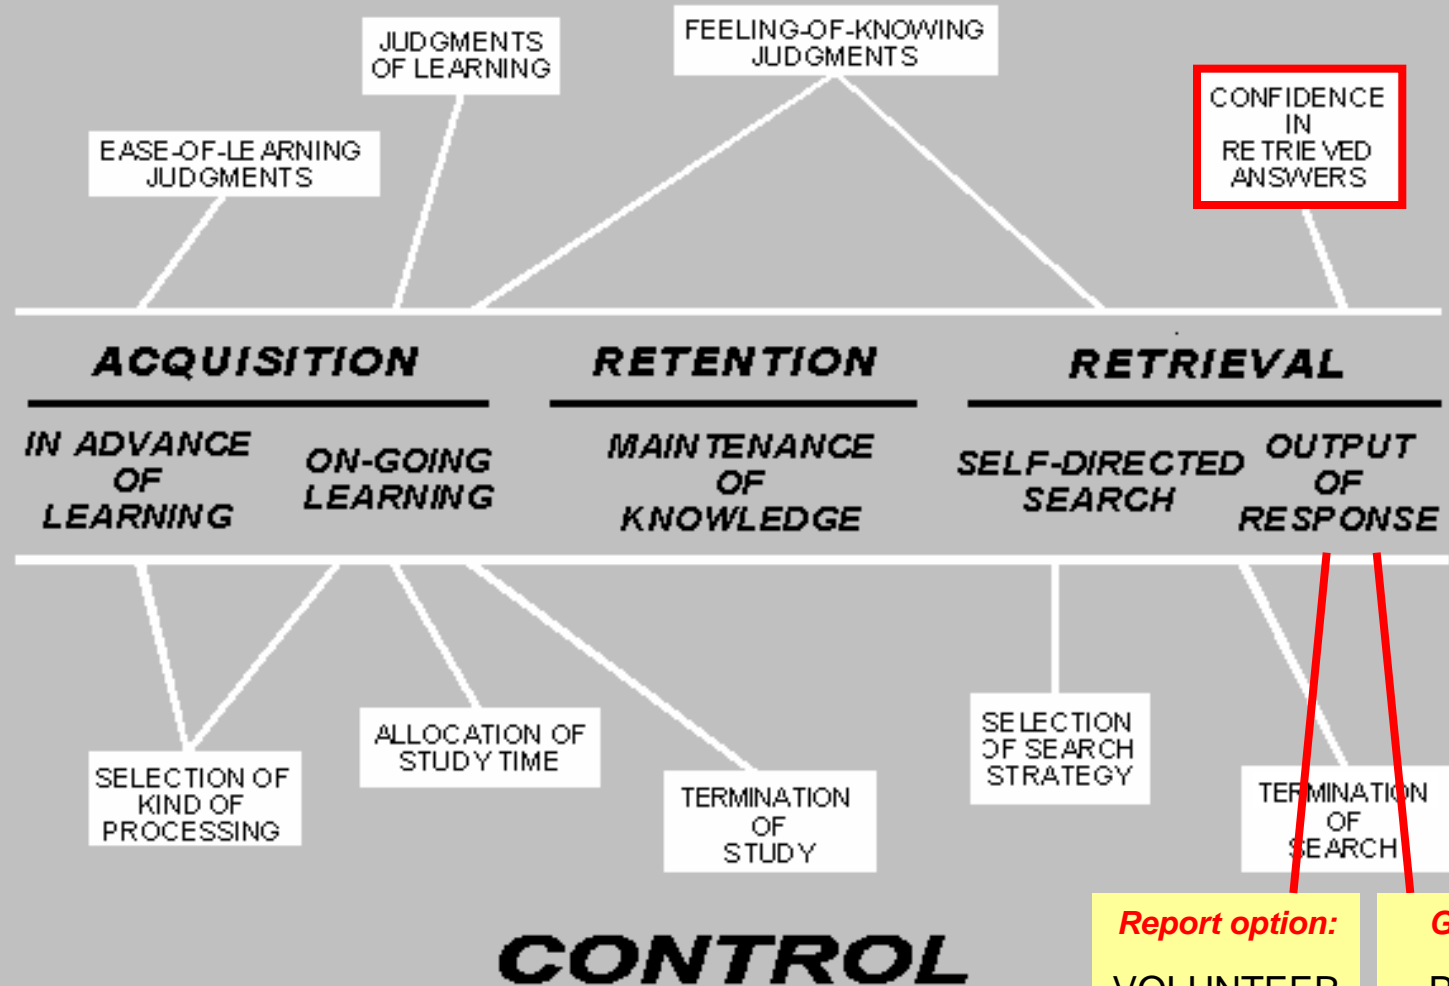 JUDGMENTS
OF LEARNING
FEELING-OF-KNOWING
JUDGMENTS
EASE-OF-LEARNING
JUDGMENTS
CONFIDENCE
IN
RETRIEVED
ANSWERS
ACQUISITION
RETENTION
RETRIEVAL
IN ADVANCE
OF
LEARNING
ON-GOING
LEARNING
MAINTENANCE
OF
KNOWLEDGE
SELF-DIRECTED
SEARCH
OUTPUT
OF
RESPONSE
SELECTION OF
KIND OF
PROCESSING
ALLOCATION OF
STUDY TIME
TERMINATION
OF
STUDY
SELECTION
OF SEARCH
STRATEGY
TERMINATION
OF
SEARCH
CONTROL
Report option:
VOLUNTEER